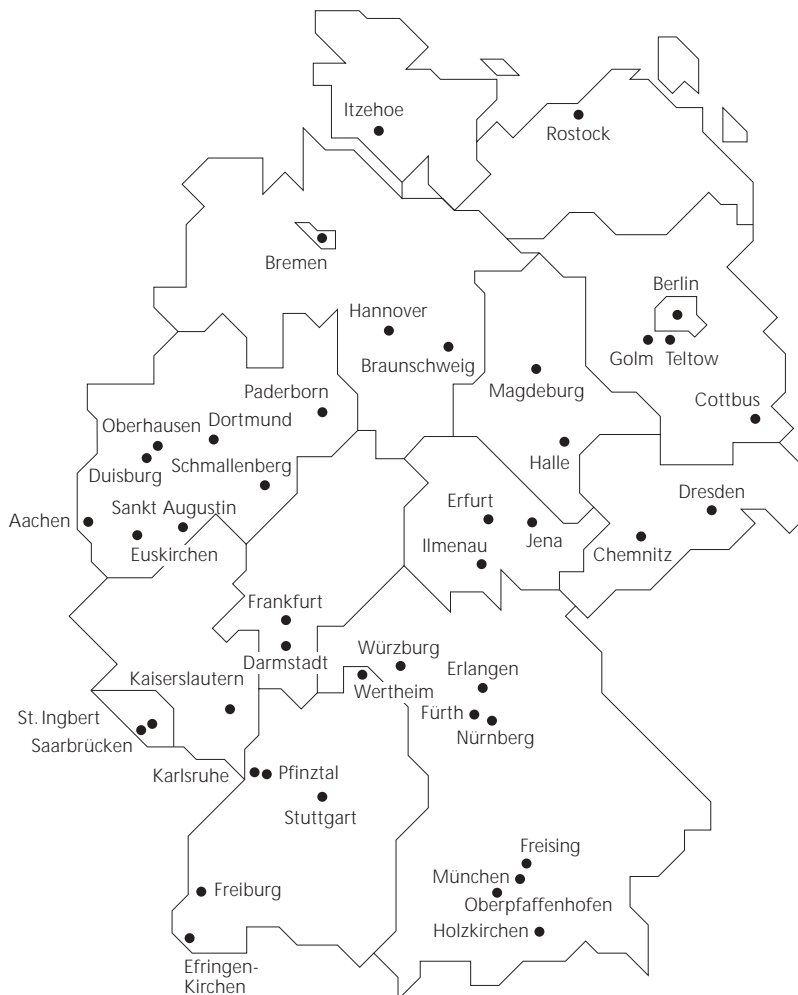 Itzehoe
Rostock
Bremen
Berlin
Hannover
Braunschweig
Golm
Teltow
Magdeburg
Paderborn
Cottbus
Oberhausen
Dortmund
Duisburg
Schmallenberg
Halle
Dresden
Aachen
Sankt Augustin
Erfurt
Euskirchen
Ilmenau
Jena
Chemnitz
Frankfurt
Darmstadt
Würzburg
Kaiserslautern
Wertheim
Erlangen
St. Ingbert
Fürth
Saarbrücken
Nürnberg
Karlsruhe
Pfinztal
Stuttgart
Freising
München
Freiburg
Oberpfaffenhofen
Holzkirchen
Efringen-
Kirchen